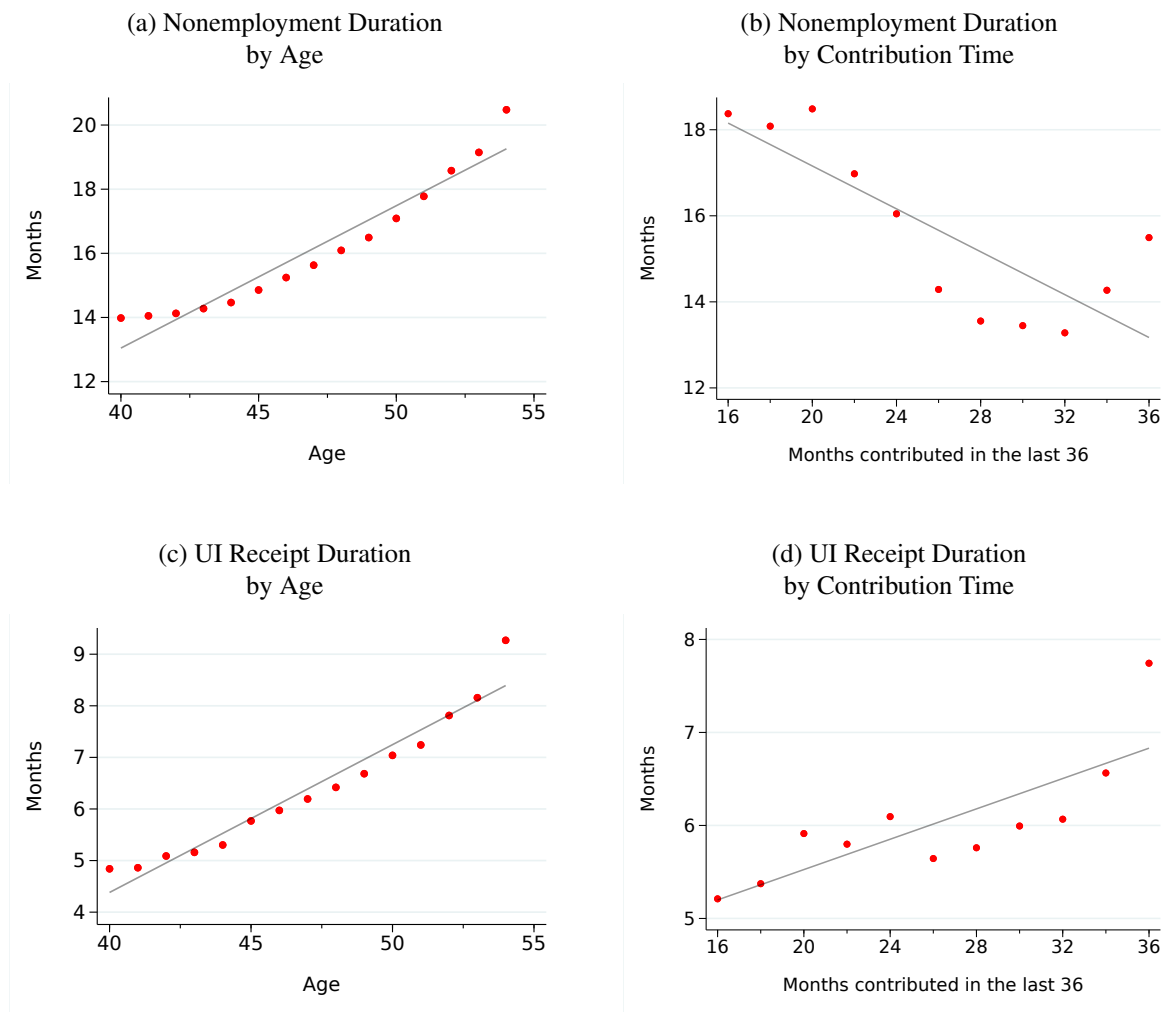 (a) Nonemployment Duration
by Age
20
18
16
14
12
Months
40
45
50
55
Age
(b) Nonemployment Duration
by Contribution Time
18
16
14
12
Months
16
20
24
28
32
36
Months contributed in the last 36
(c) UI Receipt Duration
by Age
9
8
7
6
5
4
Months
40
45
50
55
Age
(d) UI Receipt Duration
by Contribution Time
8
7
6
5
Months
16
20
24
28
32
36
Months contributed in the last 36